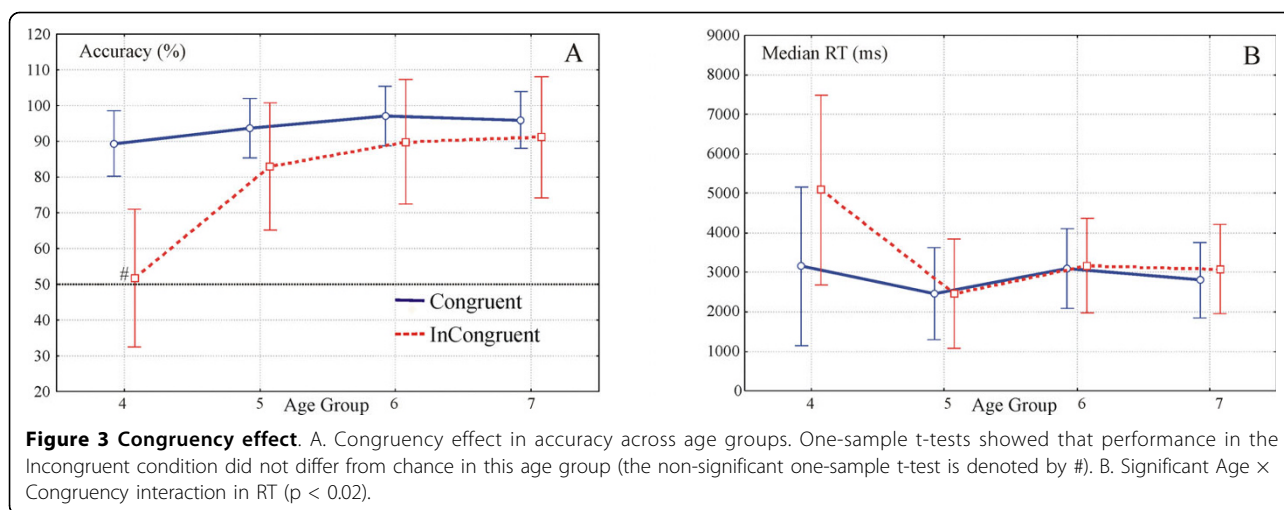 Accuracy (%)
A
120
110
100
90
80
70
60
50
40
30
20
#
Congruent
InCongruent
4
5
Age Group
6
7
Median RT (ms)
B
9000
8000
7000
6000
5000
4000
3000
2000
1000
0
4
5
Age Group
6
7
Figure 3 Congruency effect. A. Congruency effect in accuracy across age groups. One-sample t-tests showed that performance in the
Incongruent condition did not differ from chance in this age group (the non-significant one-sample t-test is denoted by #). B. Significant Age ×
Congruency interaction in RT (p < 0.02).